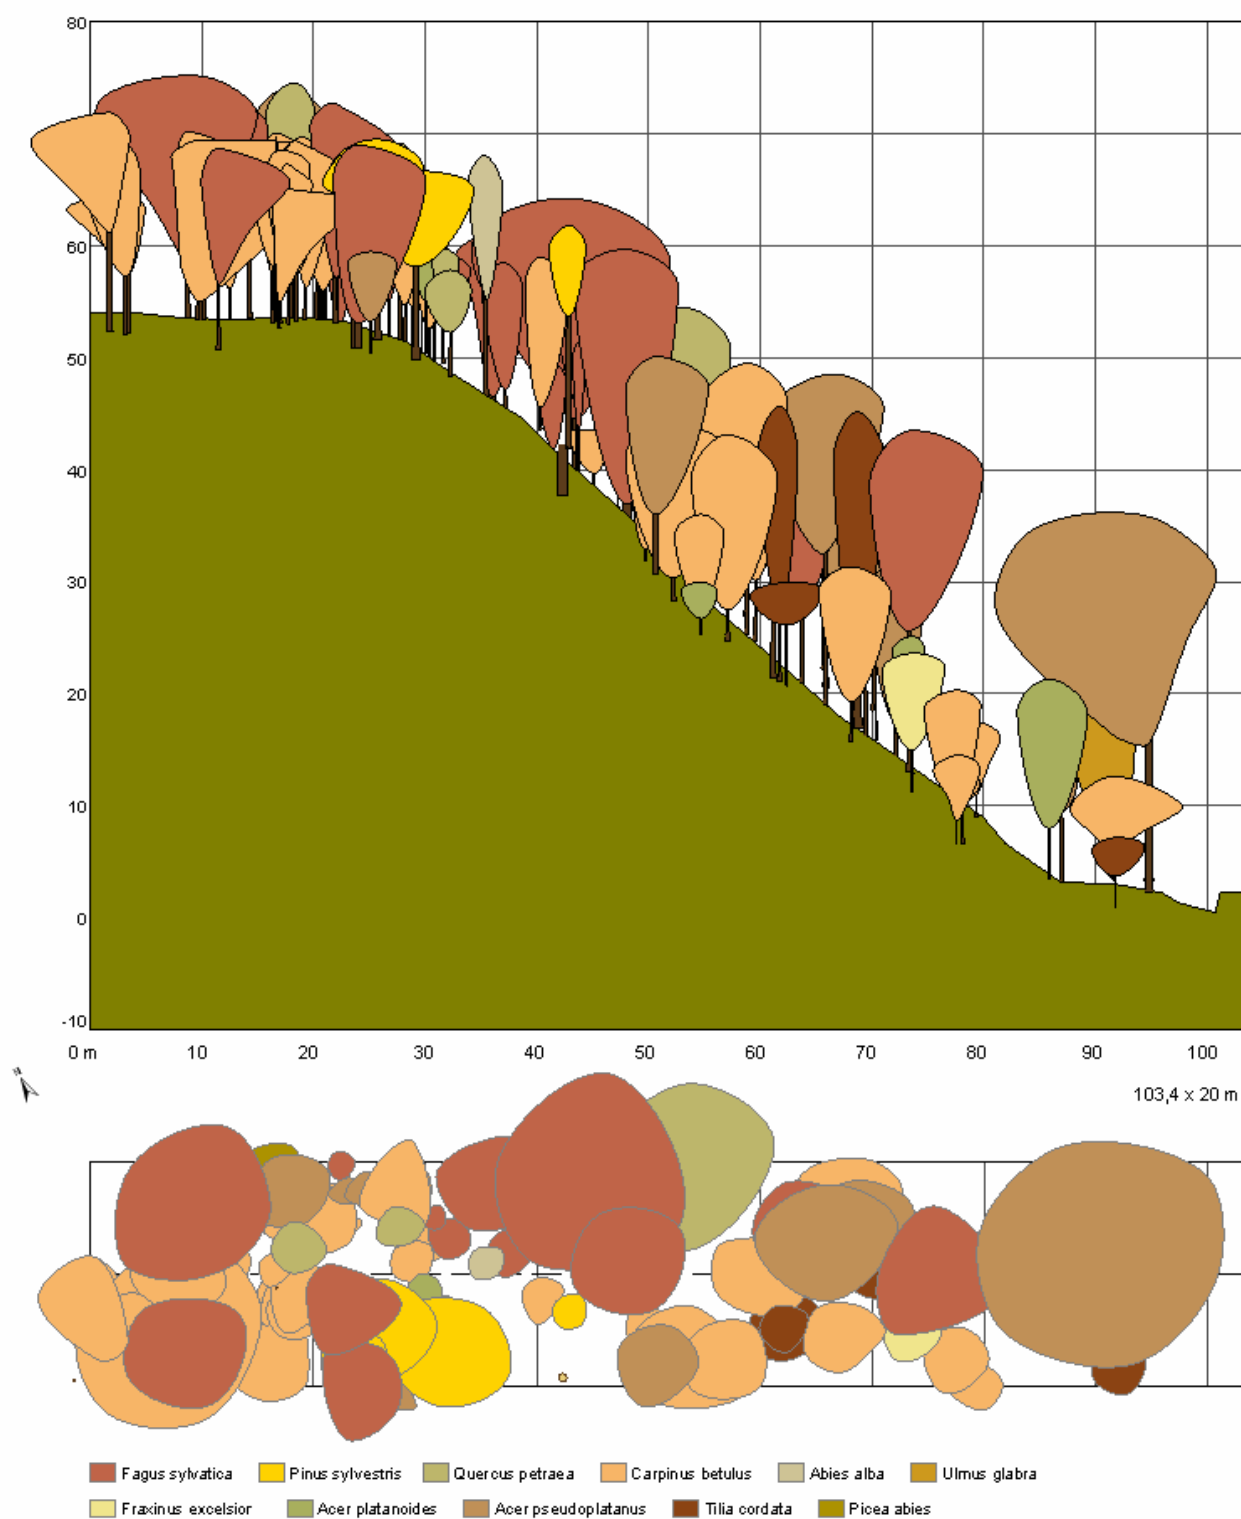 80
70
60
50
40
30
20
10
0
-10
0 m 10 20 30 40 50 60 70 80 90 100
N
103,4 x 20 m
Fagus sylvatica Pinus sylvestris Quercus petraea Carpinus betulus Abies alba Ulmus glabra
Fraxinus excelsior Acer platanoides Acer pseudoplatanus Tilia cordata Picea abies